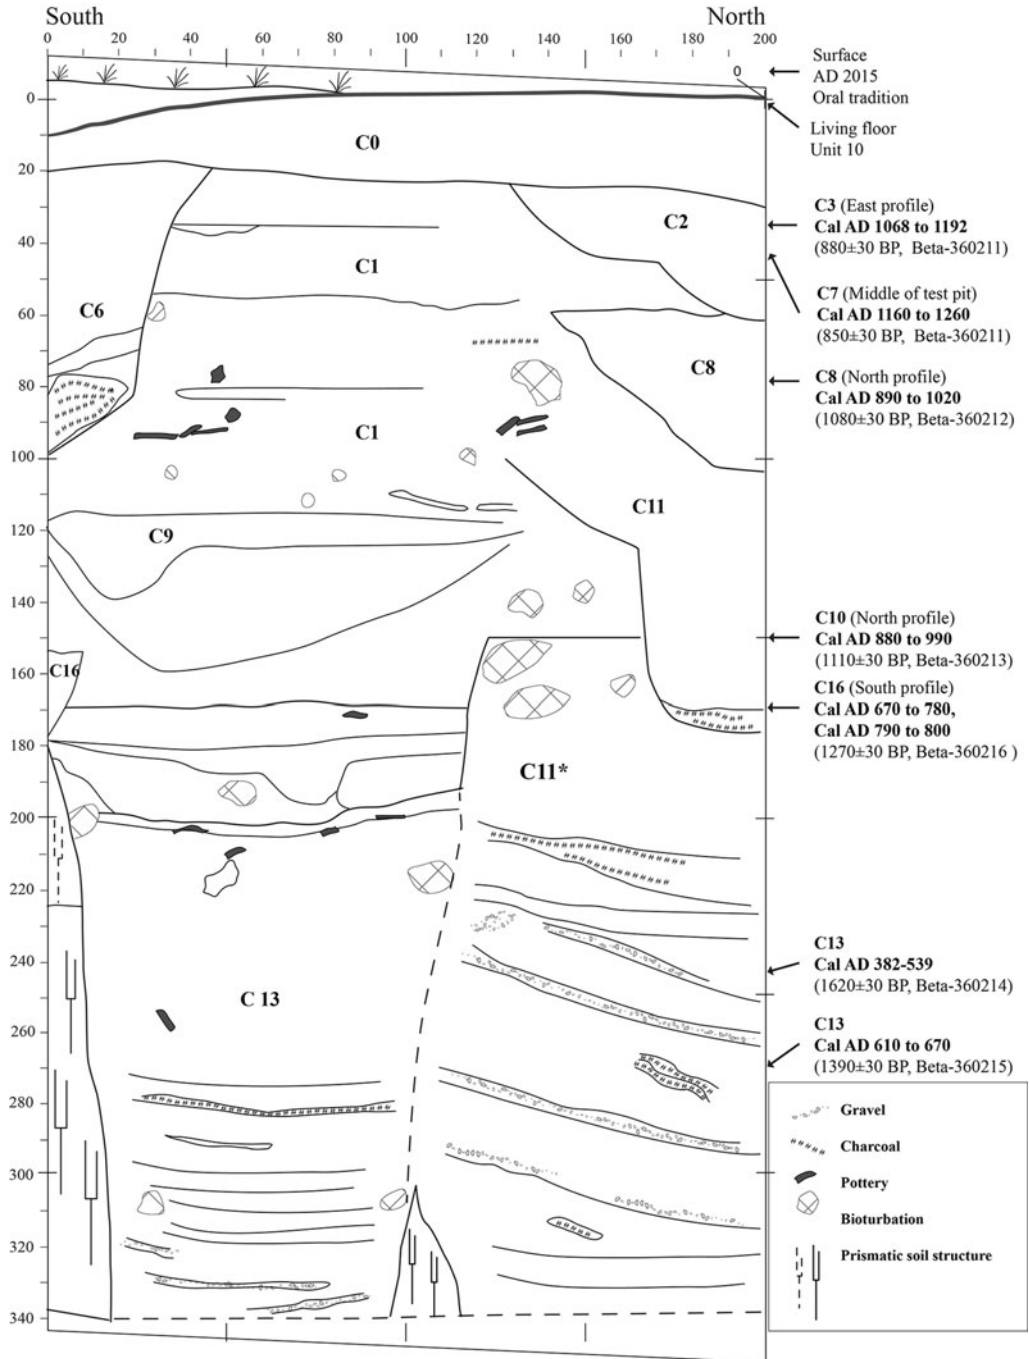 South
North
0 20 40 60 80 100 120 140 160 180 200
0
Surface
AD 2015
Oral tradition
Living floor
Unit 10
0
20
40
60
80
100
120
140
160
180
200
220
240
260
280
300
320
340
C0
C2
C1
C6
C8
C1
C11
C9
C16
C11*
C 13
C3 (East profile)
Cal AD 1068 to 1192
(880±30 BP, Beta-360211)
C7 (Middle of test pit)
Cal AD 1160 to 1260
(850±30 BP, Beta-360211)
C8 (North profile)
Cal AD 890 to 1020
(1080±30 BP, Beta-360212)
C10 (North profile)
Cal AD 880 to 990
(1110±30 BP, Beta-360213)
C16 (South profile)
Cal AD 670 to 780,
Cal AD 790 to 800
(1270±30 BP, Beta-360216 )
C13
Cal AD 382-539
(1620±30 BP, Beta-360214)
C13
Cal AD 610 to 670
(1390±30 BP, Beta-360215)
Gravel
Charcoal
Pottery
Bioturbation
Prismatic soil structure